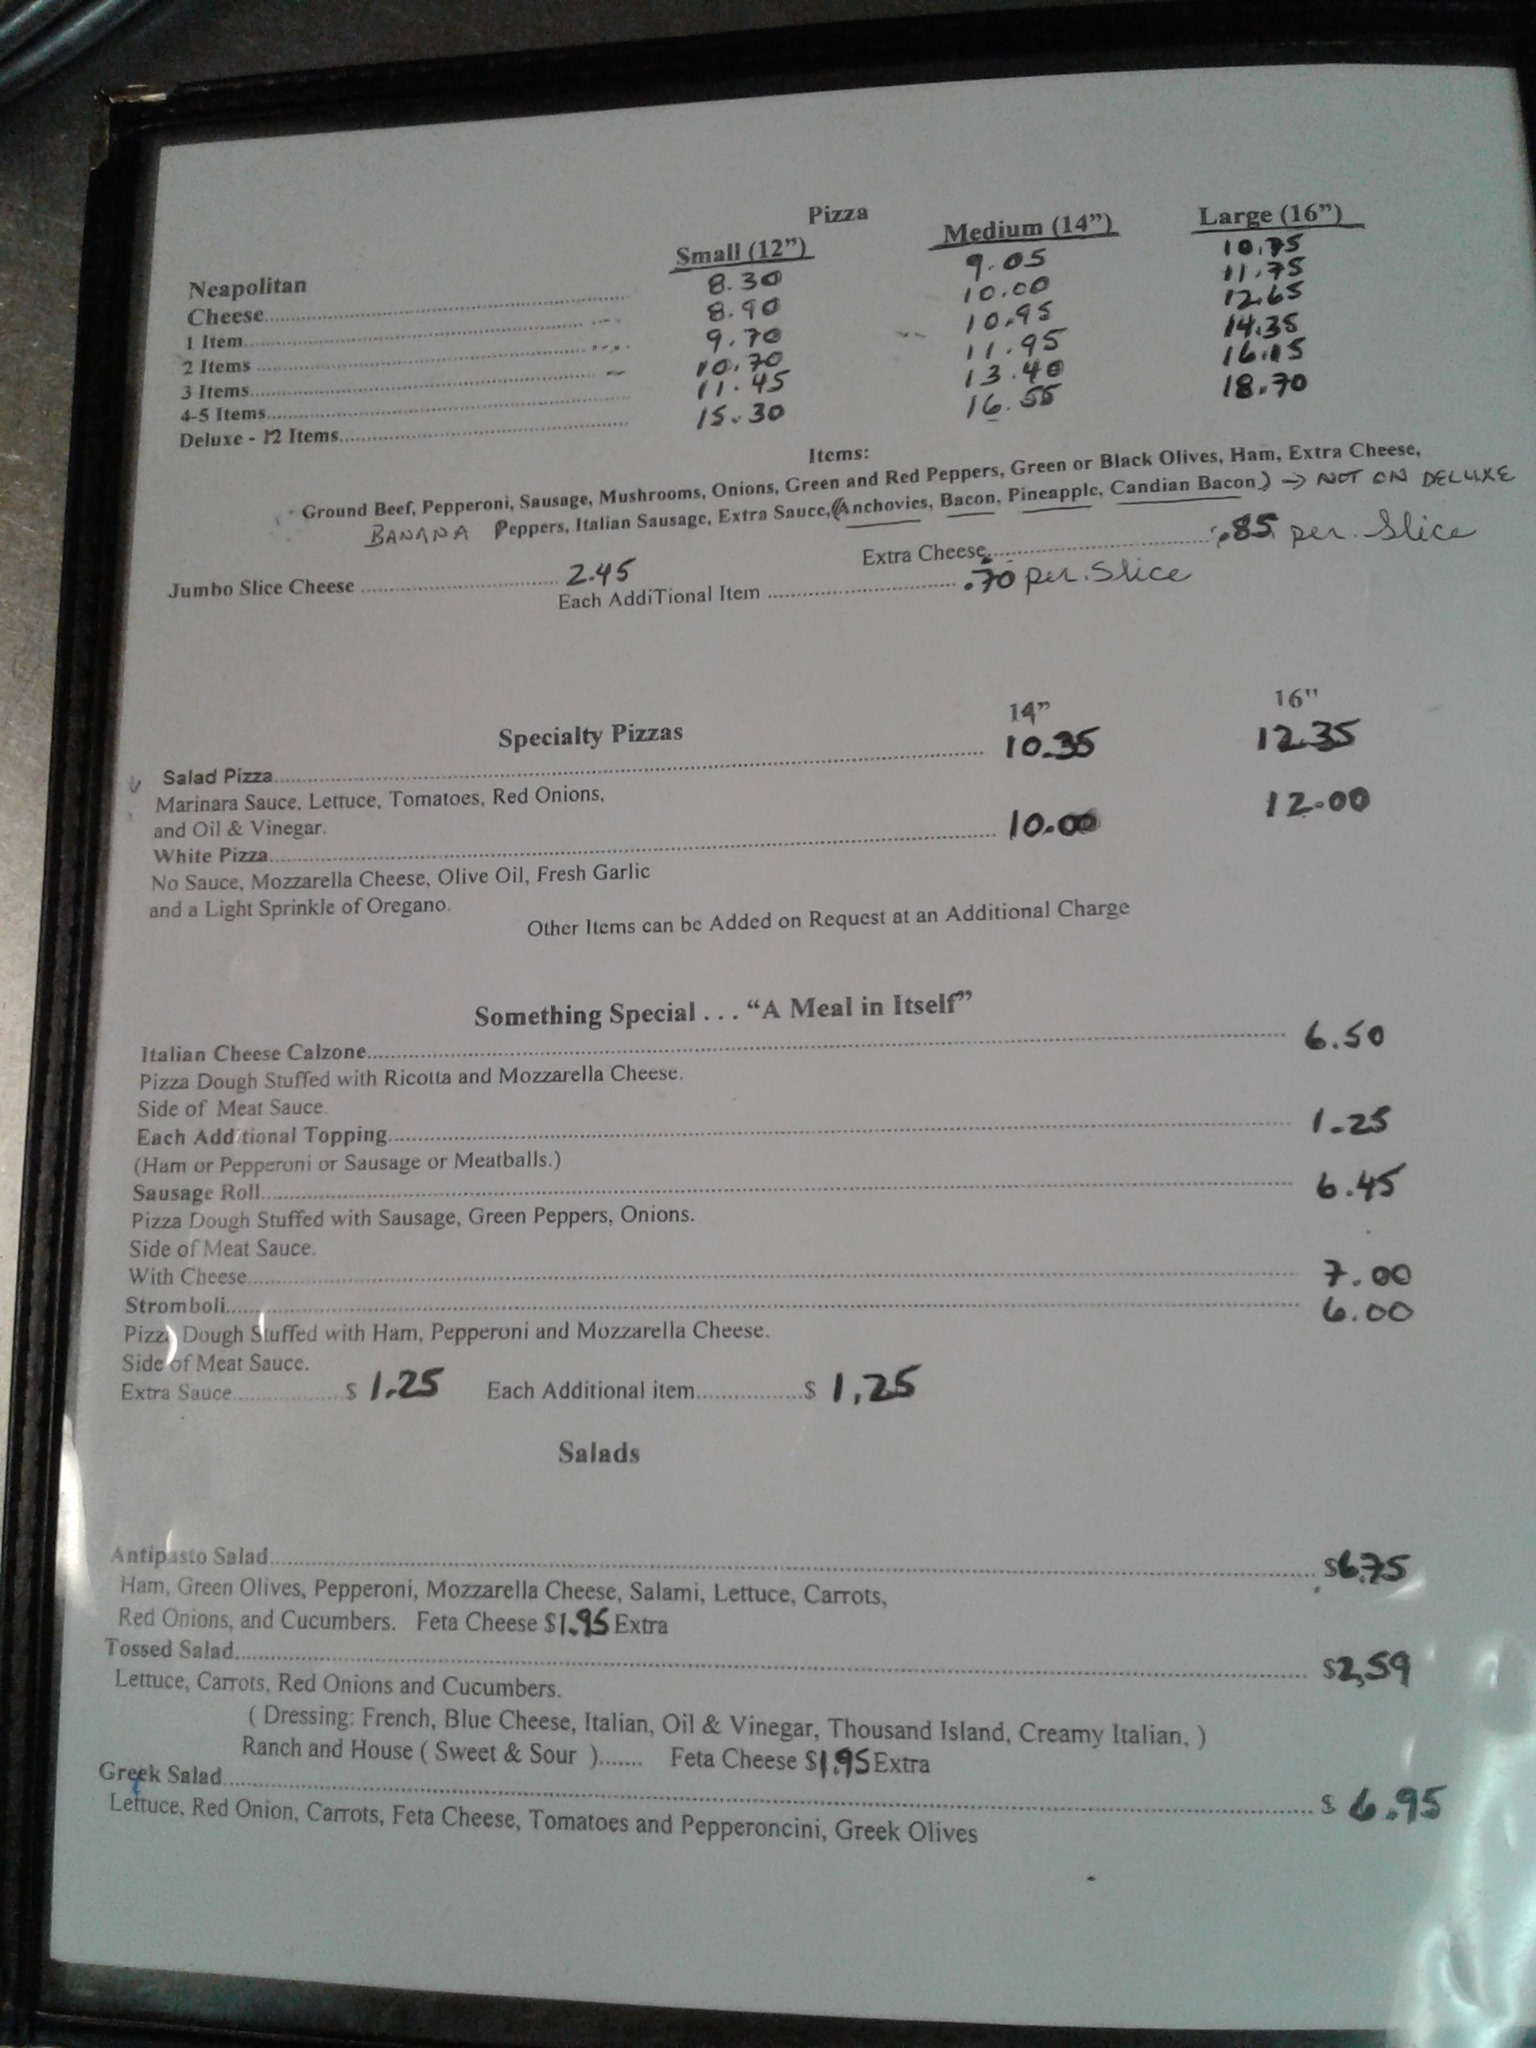 Pizza
Small (12”) Medium (14”) Large (16”)
Neapolitan 8.30 9.05 10.75
Cheese 8.90 10.00 11.75
1 Item 9.70 10.95 12.65
2 Items 10.70 11.95 14.35
3 Items 11.45 13.40
4-5 Items 15.30 16.55 18.70
Deluxe - 12 Items
Items:
Ground Beef, Pepperoni, Sausage, Mushrooms, Onions, Green and Red Peppers, Green or Black Olives, Ham, Extra Cheese,
BANANA Peppers, Italian Sausage, Extra Sauce, (Anchovies, Bacon, Pineapple, Candian Bacon) → NOT ON DELUXE
Extra Cheese .85 per Slice
Jumbo Slice Cheese 2.45
Each AddiTional Item .70 per Slice
14” 16"
Specialty Pizzas
Salad Pizza 10.35 12.35
Marinara Sauce, Lettuce, Tomatoes, Red Onions,
and Oil & Vinegar.
White Pizza 10.00 12.00
No Sauce, Mozzarella Cheese, Olive Oil, Fresh Garlic
and a Light Sprinkle of Oregano.
Other Items can be Added on Request at an Additional Charge
Something Special . . . “A Meal in Itself”
Italian Cheese Calzone 6.50
Pizza Dough Stuffed with Ricotta and Mozzarella Cheese.
Side of Meat Sauce.
Each Additional Topping 1.25
(Ham or Pepperoni or Sausage or Meatballs.)
Sausage Roll 6.45
Pizza Dough Stuffed with Sausage, Green Peppers, Onions.
Side of Meat Sauce.
With Cheese 7.00
Stromboli 6.00
Pizza Dough Stuffed with Ham, Pepperoni and Mozzarella Cheese.
Side of Meat Sauce.
Extra Sauce $ 1.25 Each Additional item $ 1.25
Salads
Antipasto Salad $6.75
Ham, Green Olives, Pepperoni, Mozzarella Cheese, Salami, Lettuce, Carrots,
Red Onions, and Cucumbers. Feta Cheese $1.95 Extra
Tossed Salad $2.59
Lettuce, Carrots, Red Onions and Cucumbers.
( Dressing: French, Blue Cheese, Italian, Oil & Vinegar, Thousand Island, Creamy Italian, )
Ranch and House ( Sweet & Sour )....... Feta Cheese $1.95 Extra
Greek Salad $ 6.95
Lettuce, Red Onion, Carrots, Feta Cheese, Tomatoes and Pepperoncini, Greek Olives